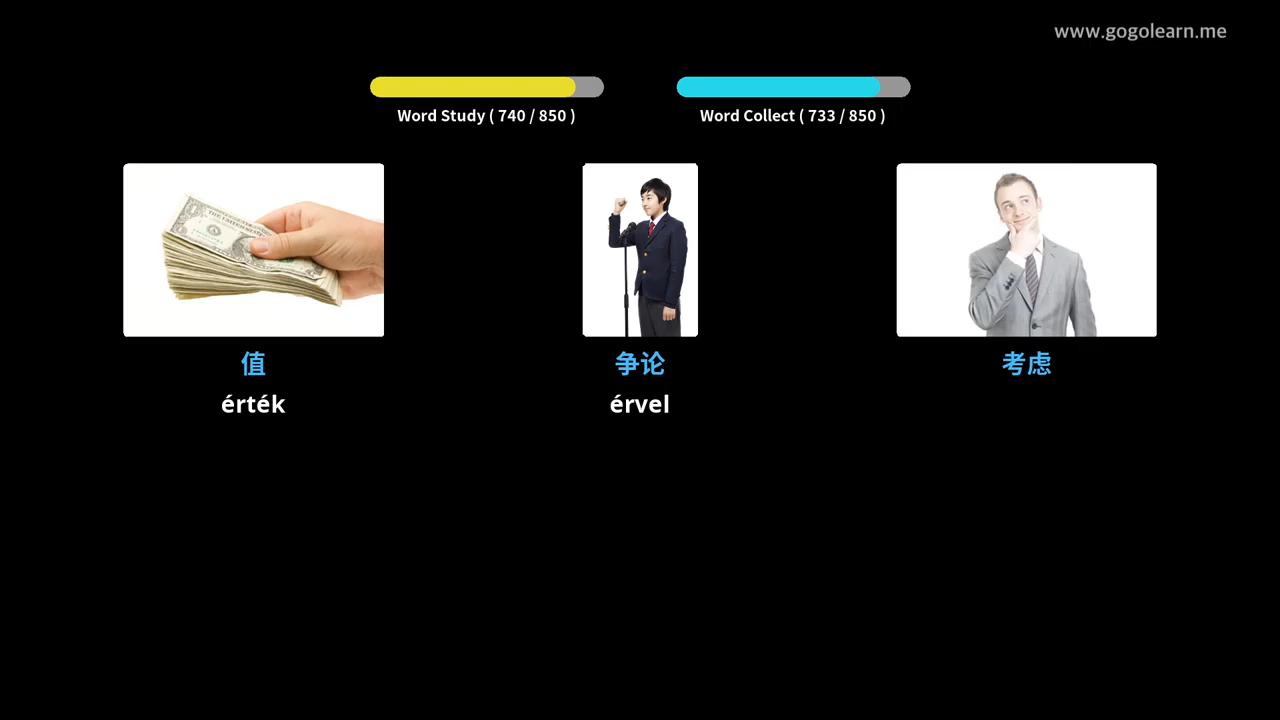 www.gogolearn.me
Word Study ( 740 / 850 )
Word Collect ( 733 / 850 )
值
争论
考虑
érték
érvel